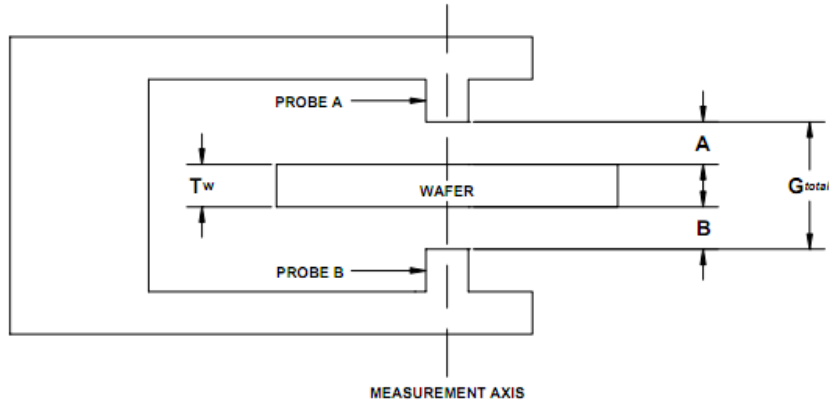 PROBE A
A
Tw
WAFER
Gtotal
B
PROBE B
MEASUREMENT AXIS